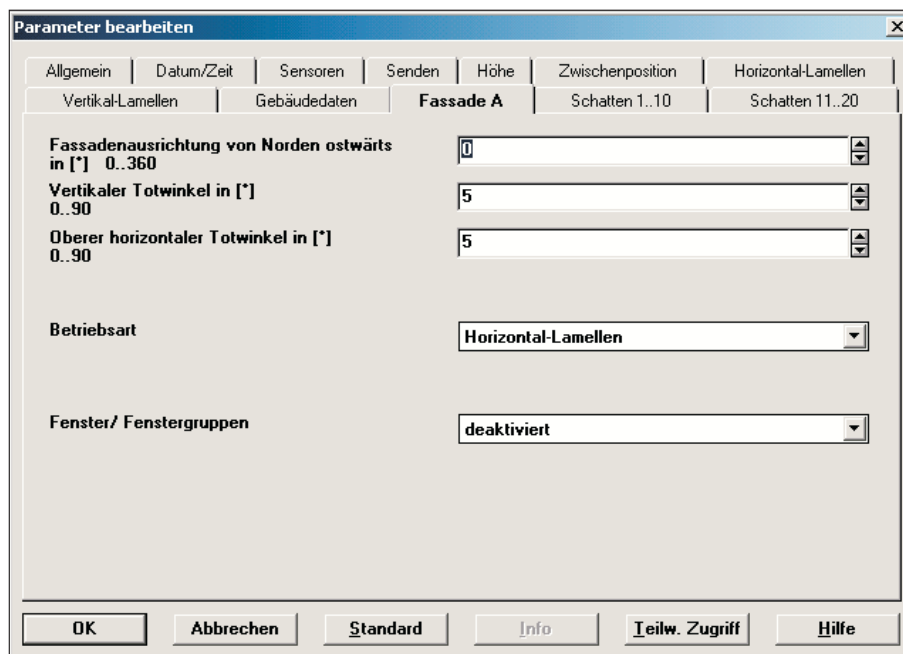 Parameter bearbeiten
Allgemein Datum/Zeit Sensoren Senden Höhe Zwischenposition Horizontal-Lamellen
Vertikal-Lamellen Gebäudedaten Fassade A Schatten 1..10 Schatten 11..20
Fassadenausrichtung von Norden ostwärts
in [°] 0..360
0
Vertikaler Totwinkel in [°]
0..90
5
Oberer horizontaler Totwinkel in [°]
0..90
5
Betriebsart
Horizontal-Lamellen
Fenster/ Fenstergruppen
deaktiviert
OK Abbrechen Standard Info Teilw. Zugriff Hilfe